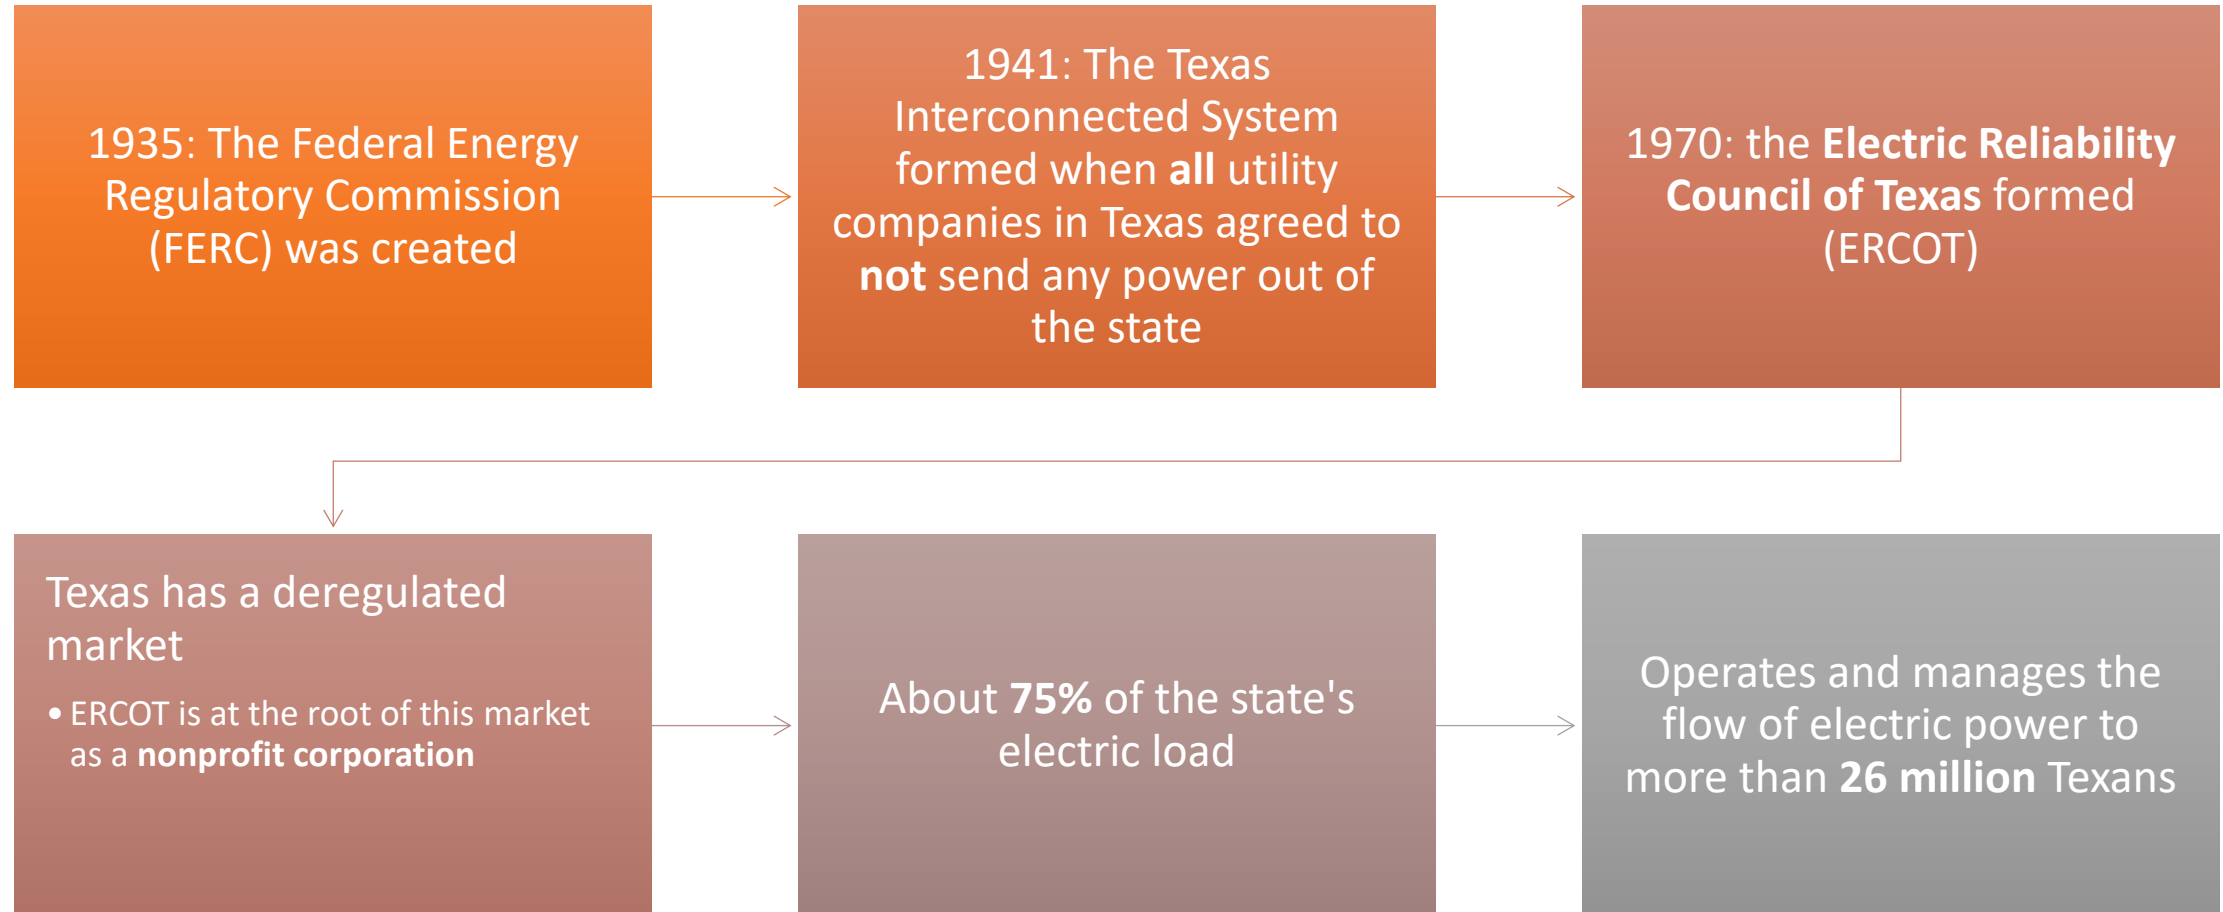 1935: The Federal Energy
Regulatory Commission
(FERC) was created
1941: The Texas
Interconnected System
formed when all utility
companies in Texas agreed to
not send any power out of
the state
1970: the Electric Reliability
Council of Texas formed
(ERCOT)
Texas has a deregulated
market
• ERCOT is at the root of this market
as a nonprofit corporation
About 75% of the state's
electric load
Operates and manages the
flow of electric power to
more than 26 million Texans